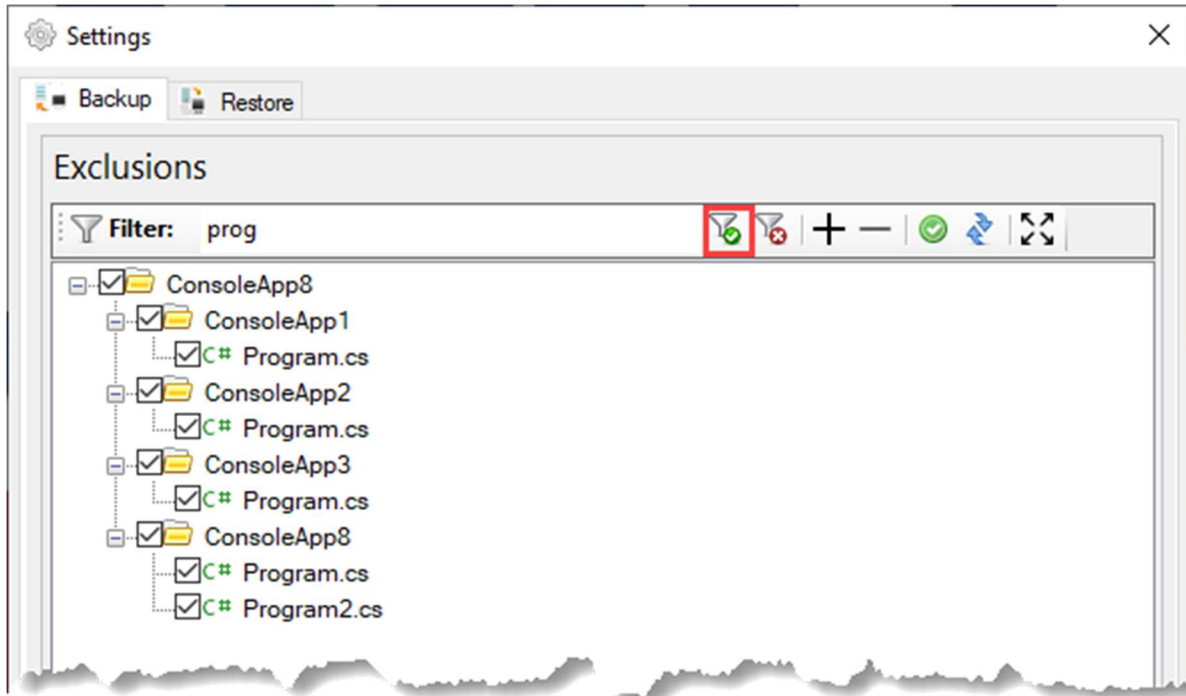 Settings
Backup Restore
Exclusions
Filter: prog
ConsoleApp8
ConsoleApp1
C# Program.cs
ConsoleApp2
C# Program.cs
ConsoleApp3
C# Program.cs
ConsoleApp8
C# Program.cs
C# Program2.cs